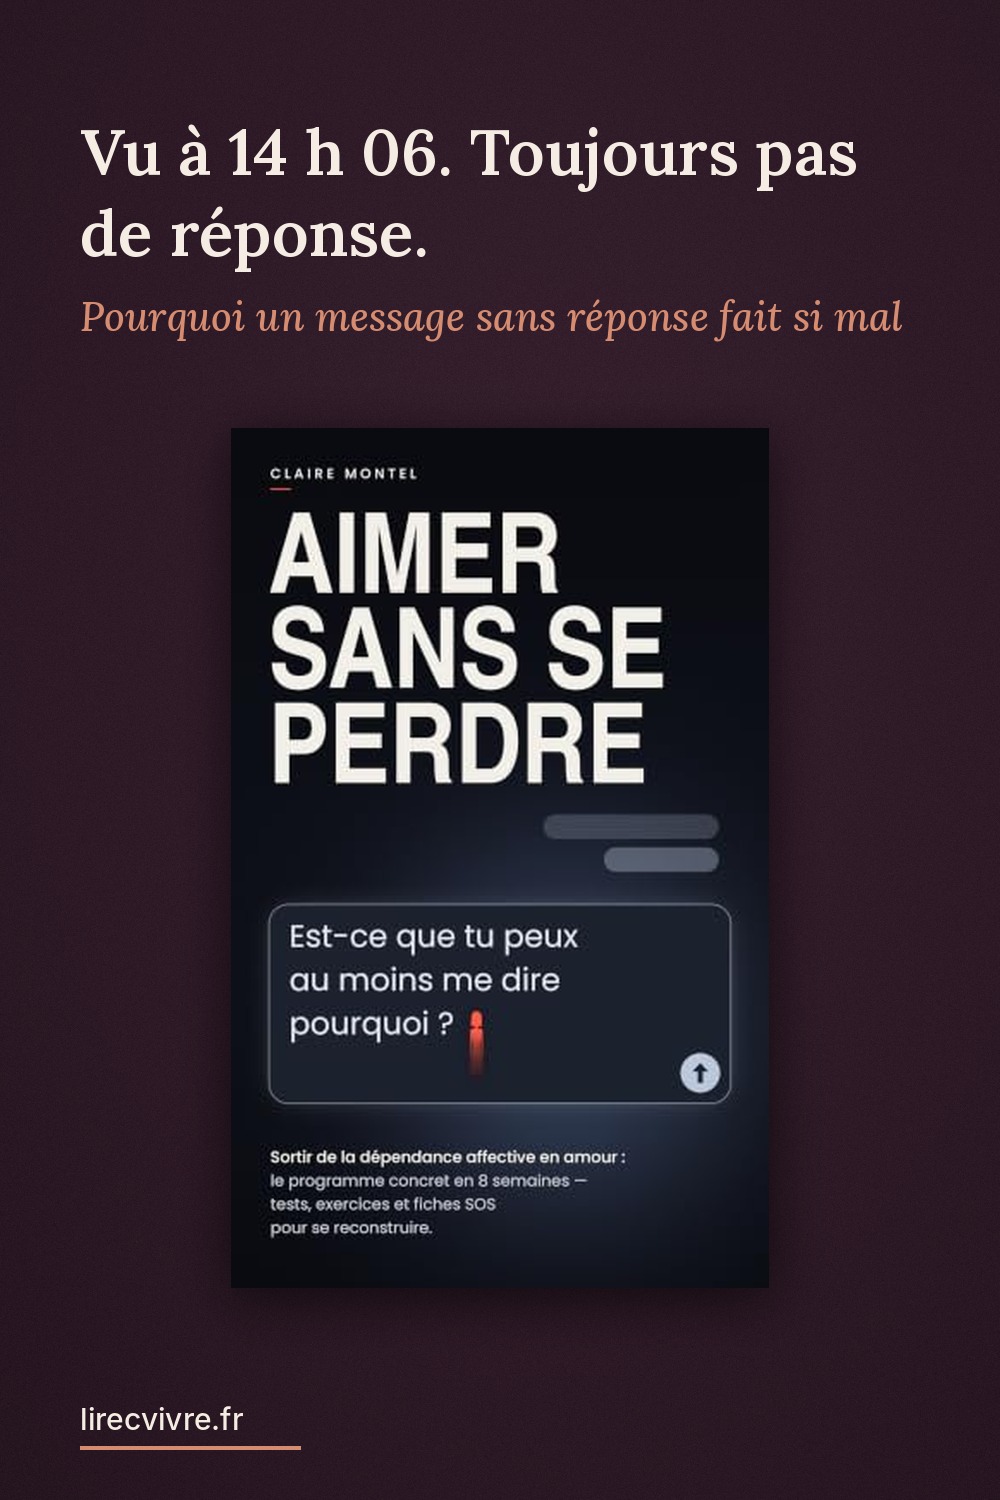 Vu à 14 h 06. Toujours pas
de réponse.
Pourquoi un message sans réponse fait si mal
CLAIRE MONTEL
AIMER
SANS SE
PERDRE
Est-ce que tu peux
au moins me dire
pourquoi ?
Sortir de la dépendance affective en amour :
le programme concret en 8 semaines —
tests, exercices et fiches SOS
pour se reconstruire.
lirecvivre.fr